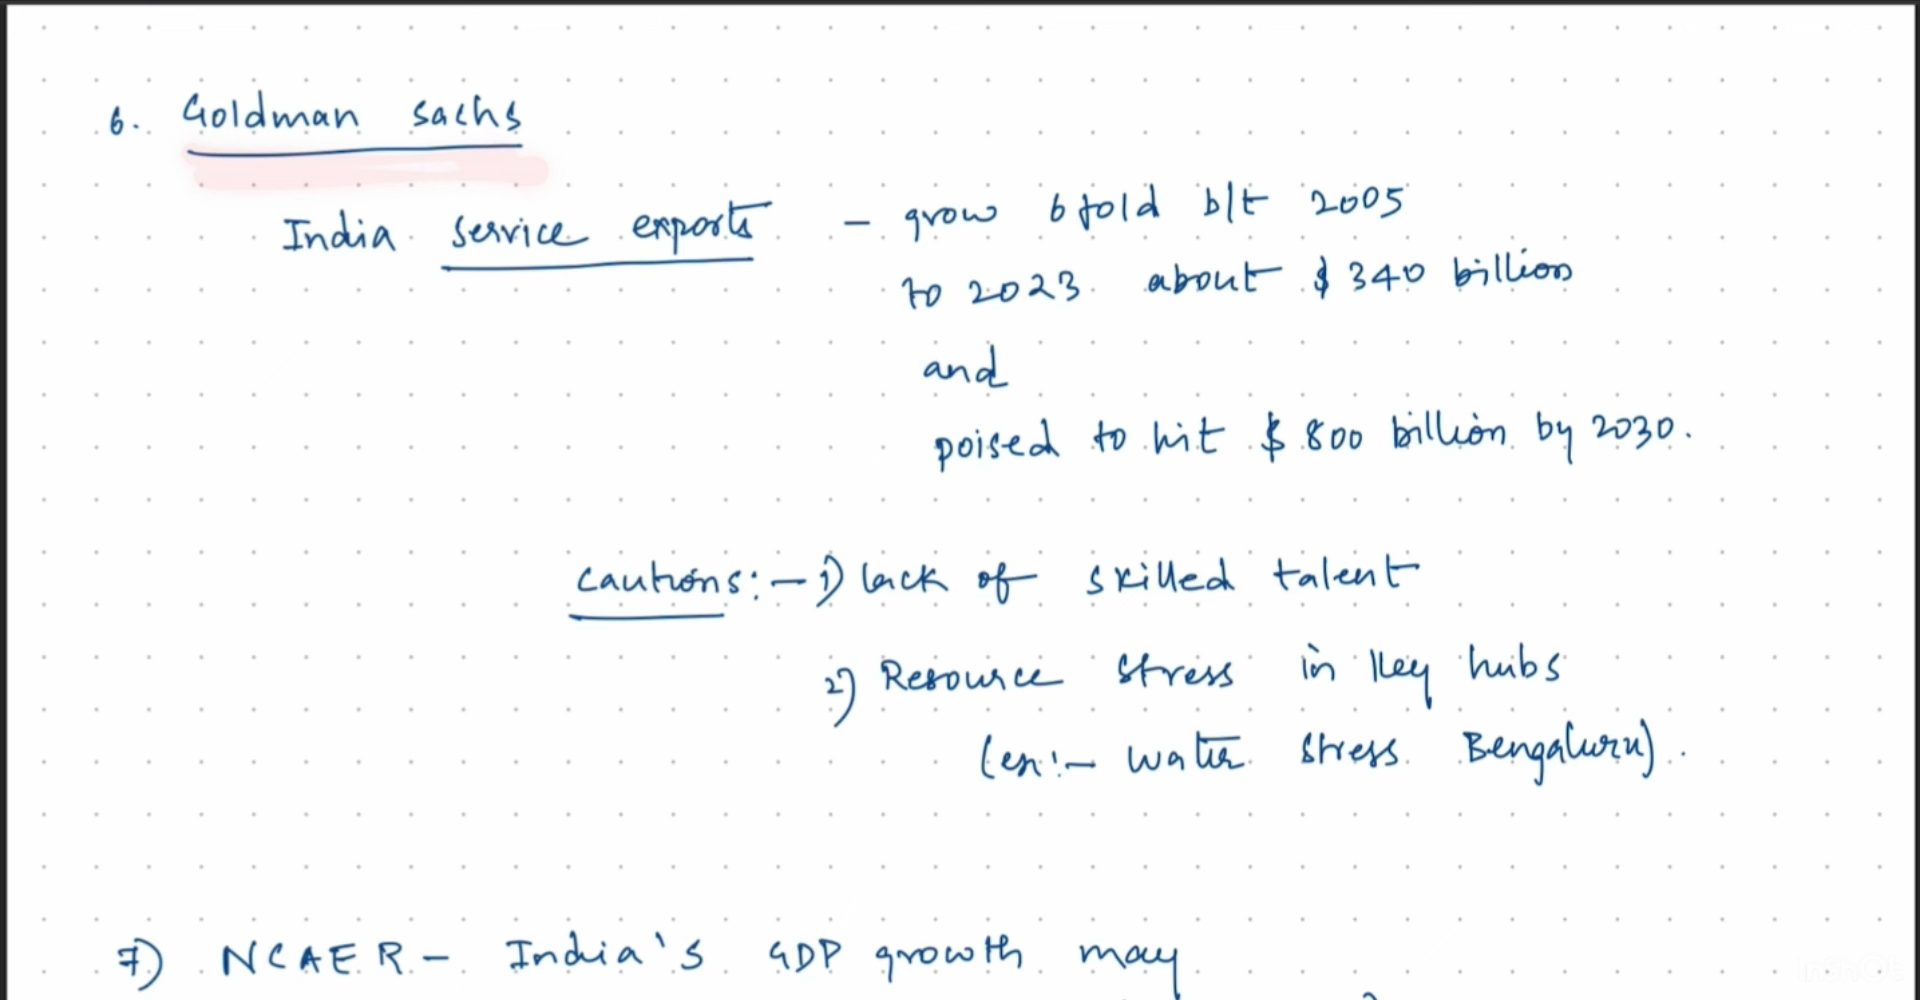 6. Goldman sachs
India service exports - grow 6 fold b/t 2005
to 2023 about $ 340 billion
and
poised to hit $ 800 billion by 2030.
cautions:- 1) lack of skilled talent
2) Resource stress in key hubs
(ex:- water stress Bengaluru).
7) NCAER - India's GDP growth may